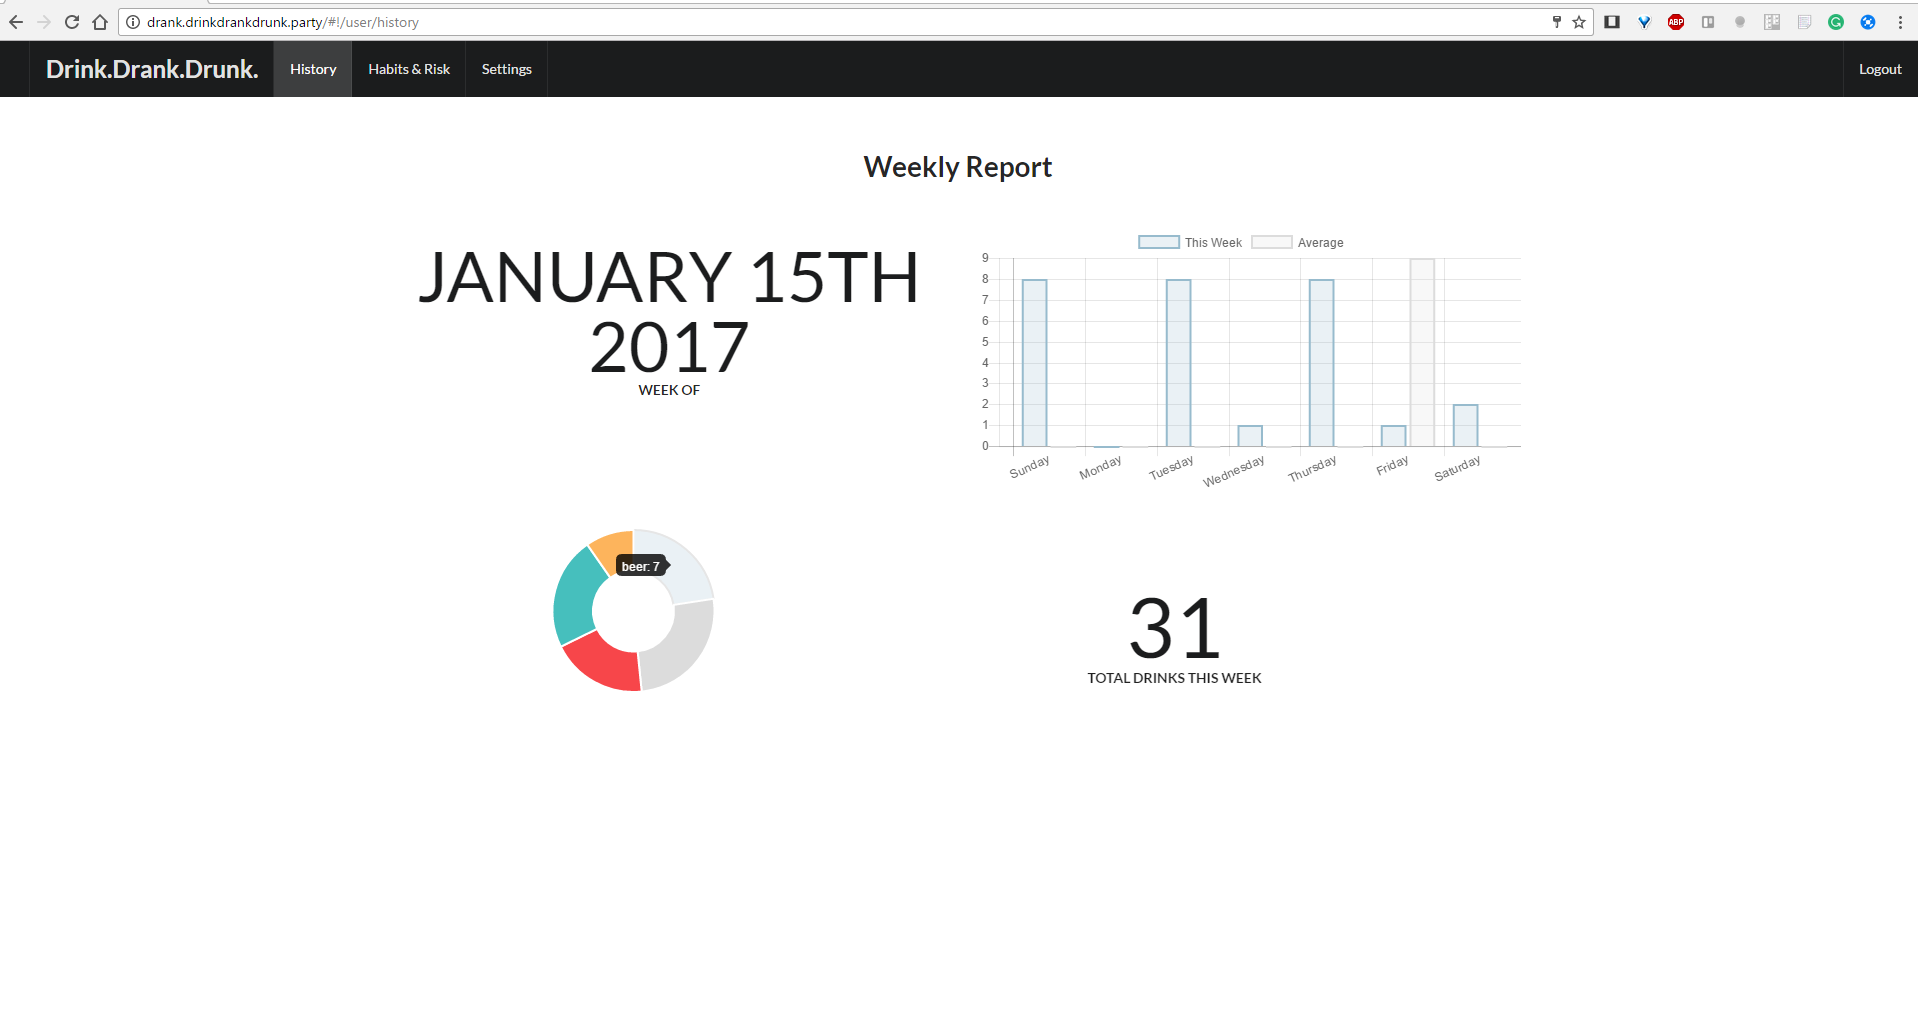 drank.drinkdrankdrunk.party/#!/user/history
ABP
Drink.Drank.Drunk. History Habits & Risk Settings Logout
Weekly Report
JANUARY 15TH
2017
WEEK OF
This Week Average
9
8
7
6
5
4
3
2
1
0
Sunday Monday Tuesday Wednesday Thursday Friday Saturday
beer: 7
31
TOTAL DRINKS THIS WEEK